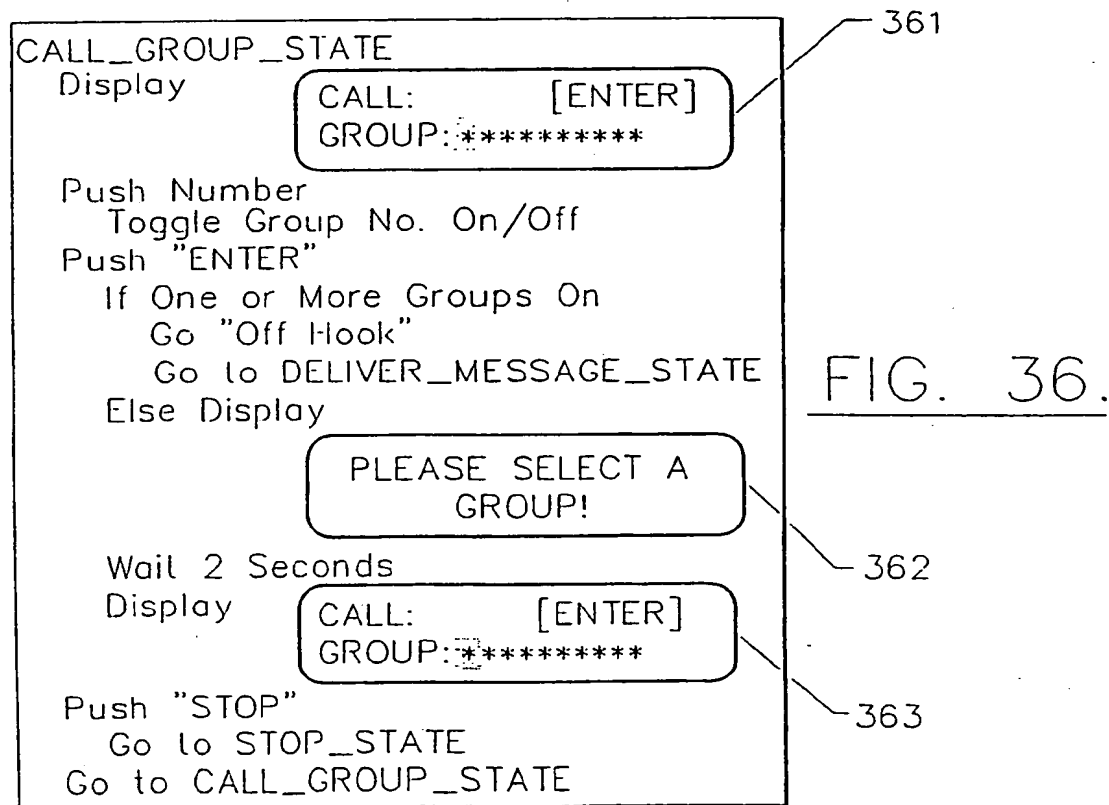 361
CALL_GROUP_STATE
Display
CALL: [ENTER]
GROUP:**********
Push Number
Toggle Group No. On/Off
Push "ENTER"
If One or More Groups On
Go "Off Hook"
Go to DELIVER_MESSAGE_STATE
Else Display
FIG. 36.
PLEASE SELECT A
GROUP!
362
Wait 2 Seconds
Display
CALL: [ENTER]
GROUP:**********
363
Push "STOP"
Go to STOP_STATE
Go to CALL_GROUP_STATE